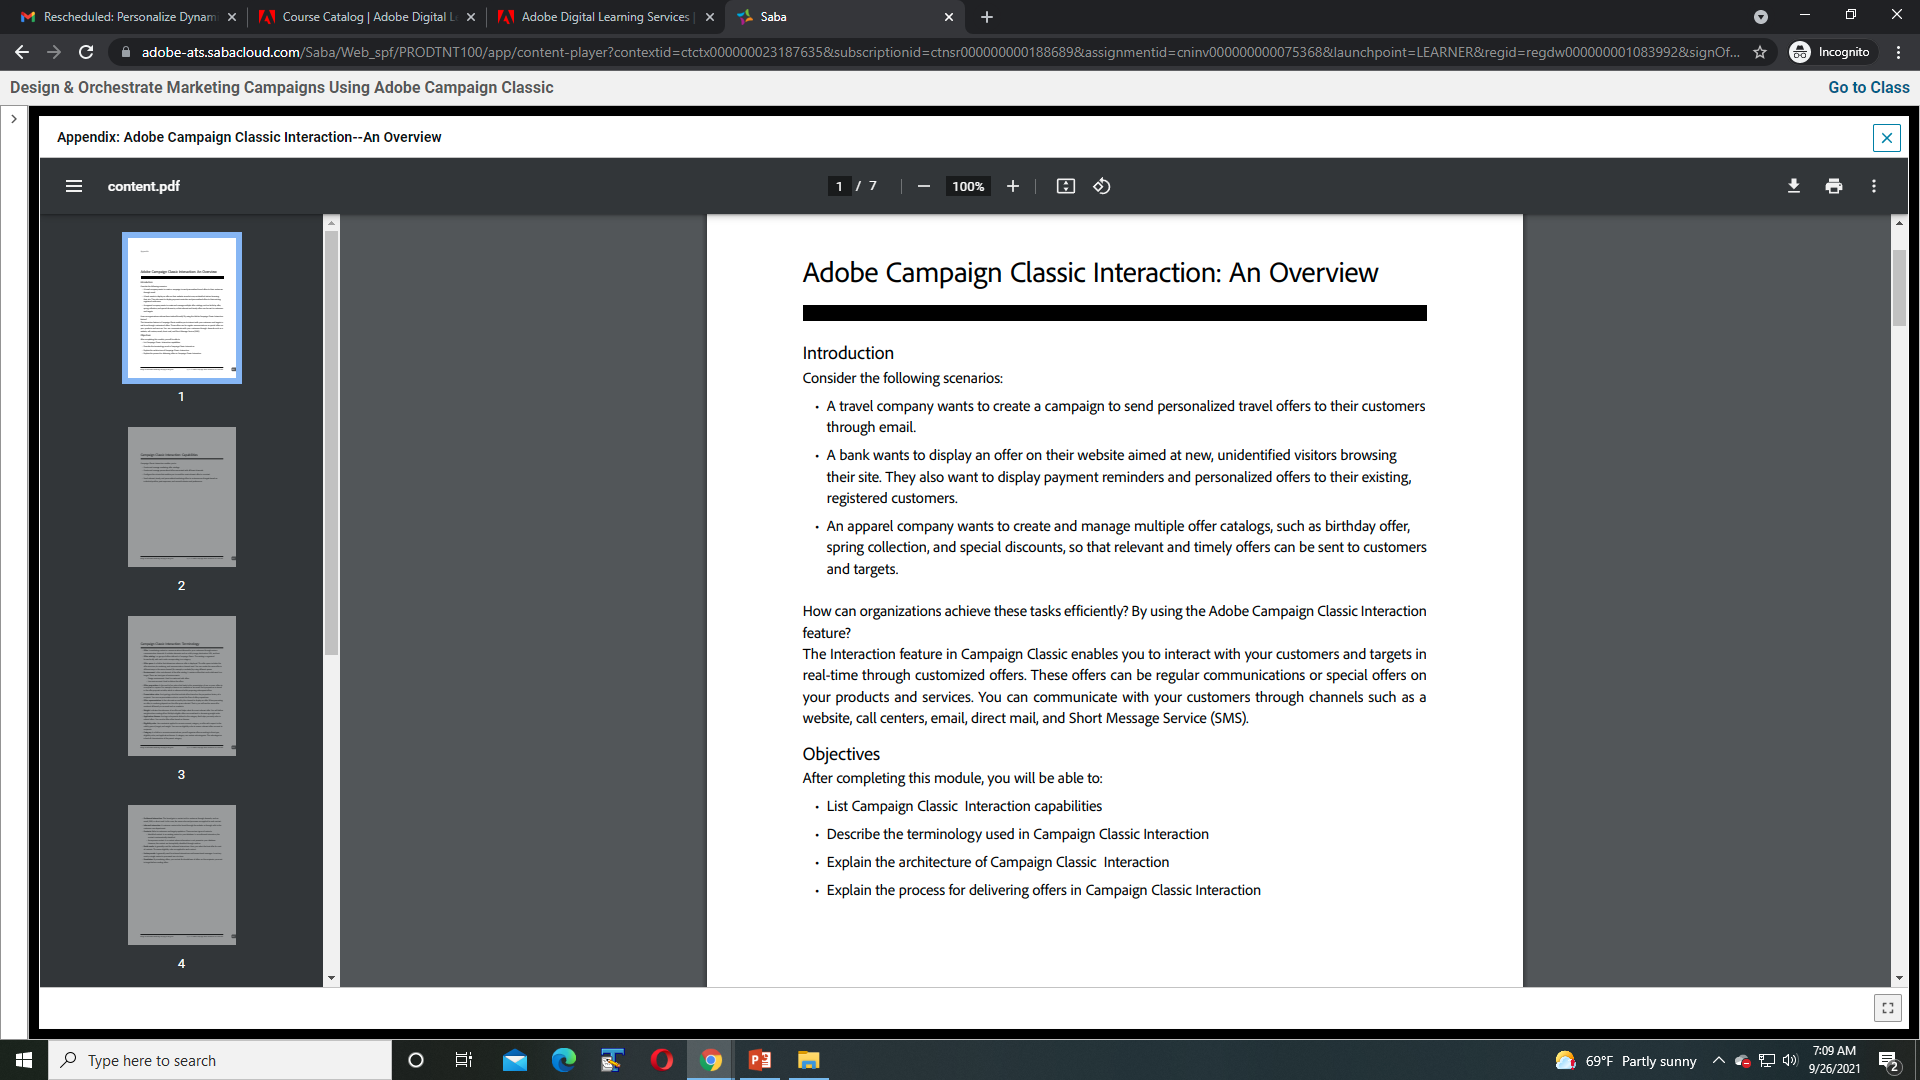 Rescheduled: Personalize Dynam
Course Catalog | Adobe Digital L
Adobe Digital Learning Services |
Saba
adobe-ats.sabacloud.com/Saba/Web_spf/PRODTNT100/app/content-player?contextid=ctctx000000023187635&subscriptionid=ctnsr0000000000188689&assignmentid=cninv000000000075368&launchpoint=LEARNER&regid=regdw000000001083992&signOf...
Incognito
Design & Orchestrate Marketing Campaigns Using Adobe Campaign Classic
Go to Class
Appendix: Adobe Campaign Classic Interaction--An Overview
content.pdf
1 / 7
100%
1
2
3
4
Adobe Campaign Classic Interaction: An Overview
Introduction
Consider the following scenarios:
• A travel company wants to create a campaign to send personalized travel offers to their customers
through email.
• A bank wants to display an offer on their website aimed at new, unidentified visitors browsing
their site. They also want to display payment reminders and personalized offers to their existing,
registered customers.
• An apparel company wants to create and manage multiple offer catalogs, such as birthday offer,
spring collection, and special discounts, so that relevant and timely offers can be sent to customers
and targets.
How can organizations achieve these tasks efficiently? By using the Adobe Campaign Classic Interaction
feature?
The Interaction feature in Campaign Classic enables you to interact with your customers and targets in
real-time through customized offers. These offers can be regular communications or special offers on
your products and services. You can communicate with your customers through channels such as a
website, call centers, email, direct mail, and Short Message Service (SMS).
Objectives
After completing this module, you will be able to:
• List Campaign Classic  Interaction capabilities
• Describe the terminology used in Campaign Classic Interaction
• Explain the architecture of Campaign Classic  Interaction
• Explain the process for delivering offers in Campaign Classic Interaction
Type here to search
69°F Partly sunny
7:09 AM
9/26/2021
2